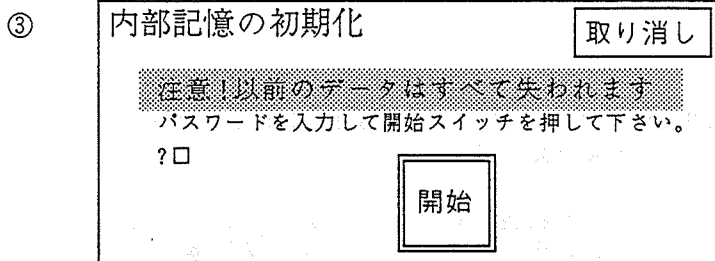 ③
内部記憶の初期化
取り消し
注意!以前のデータはすべて失われます
パスワードを入力して開始スイッチを押して下さい。
?□
開始